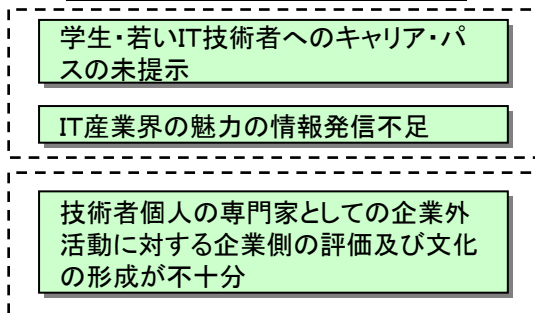 学生・若いIT技術者へのキャリア・パ
スの未提示
IT産業界の魅力の情報発信不足
技術者個人の専門家としての企業外
活動に対する企業側の評価及び文化
の形成が不十分